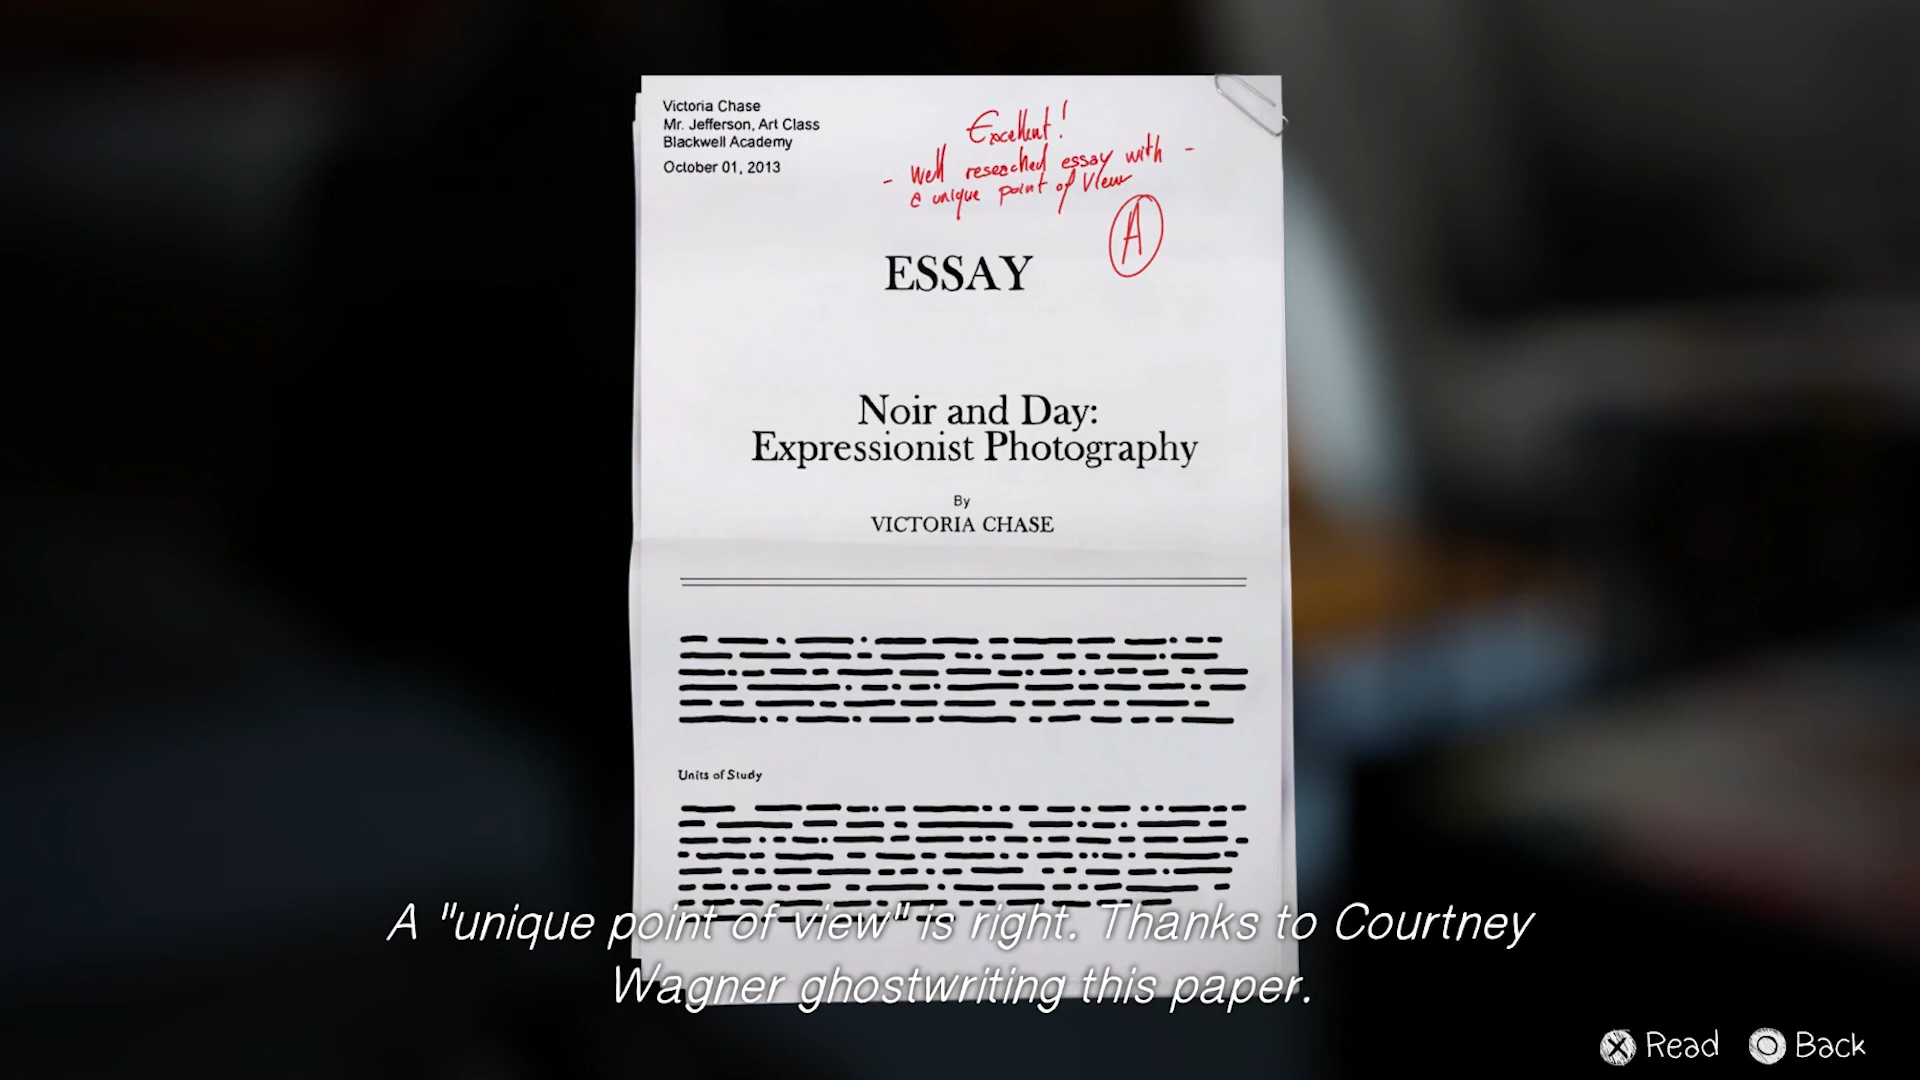 Victoria Chase
Mr. Jefferson, Art Class
Blackwell Academy
October 01, 2013
Excellent!
- Well reseached essay with -
a unique point of View
A
ESSAY
Noir and Day:
Expressionist Photography
By
VICTORIA CHASE
Units of Study
A "unique point of view" is right. Thanks to Courtney
Wagner ghostwriting this paper.
Read Back